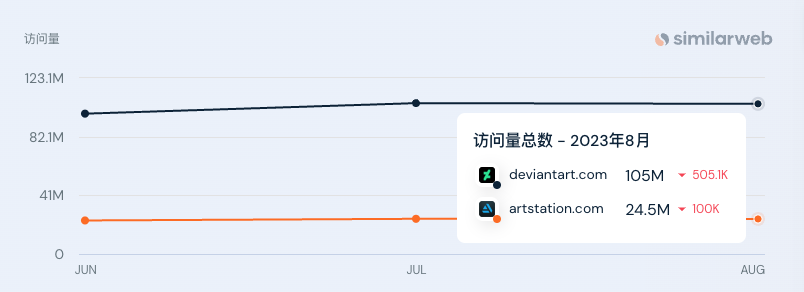 访问量
similarweb
123.1M
82.1M
41M
0
访问量总数 - 2023年8月
deviantart.com 105M 505.1K
artstation.com 24.5M 100K
JUN JUL AUG